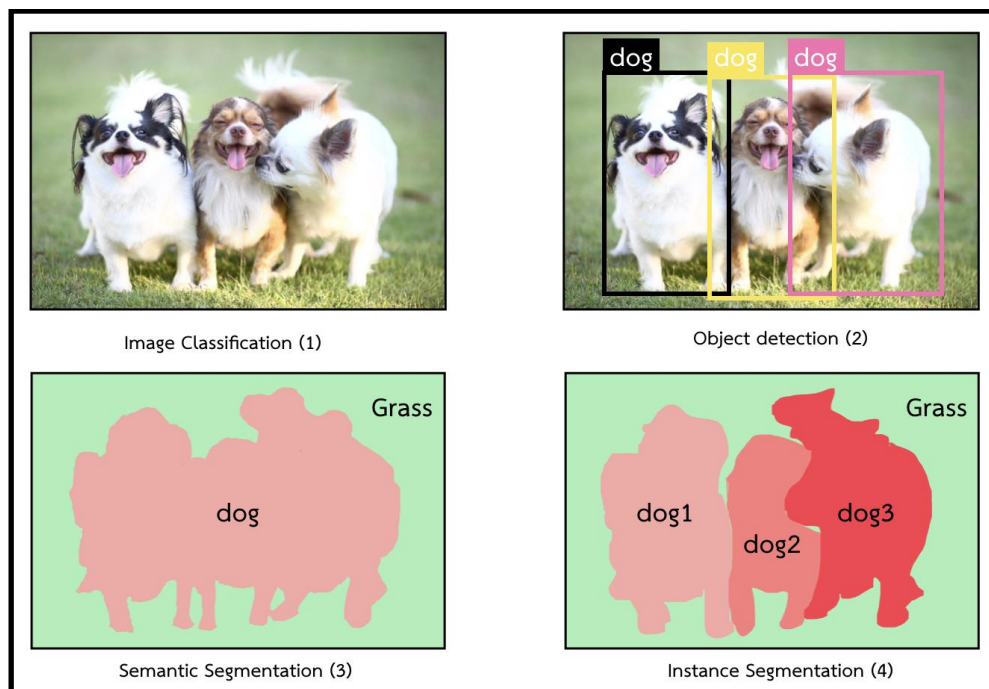 dog
dog
dog
Image Classification (1)
Object detection (2)
Grass
dog
Grass
dog1
dog2
dog3
Semantic Segmentation (3)
Instance Segmentation (4)